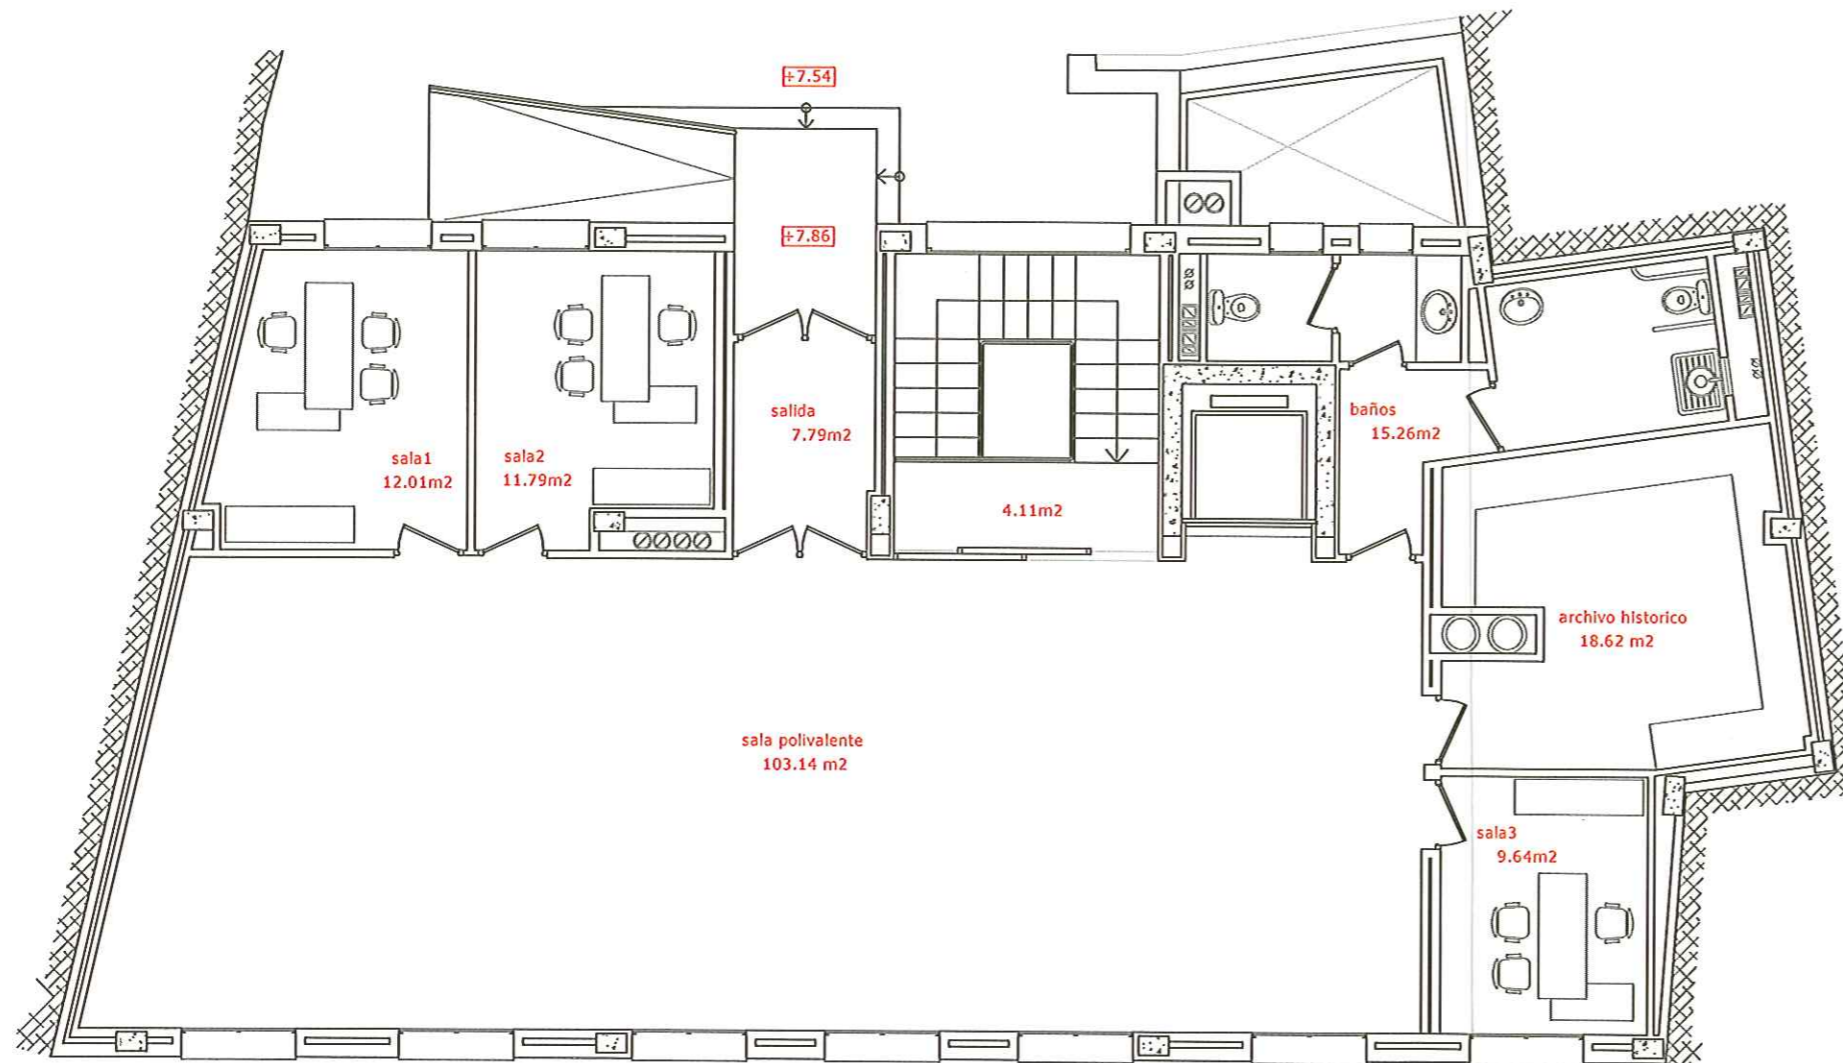 +7.54
+7.86
salida
7.79m2
baños
15.26m2
sala1
12.01m2
sala2
11.79m2
4.11m2
archivo historico
18.62 m2
sala polivalente
103.14 m2
sala3
9.64m2